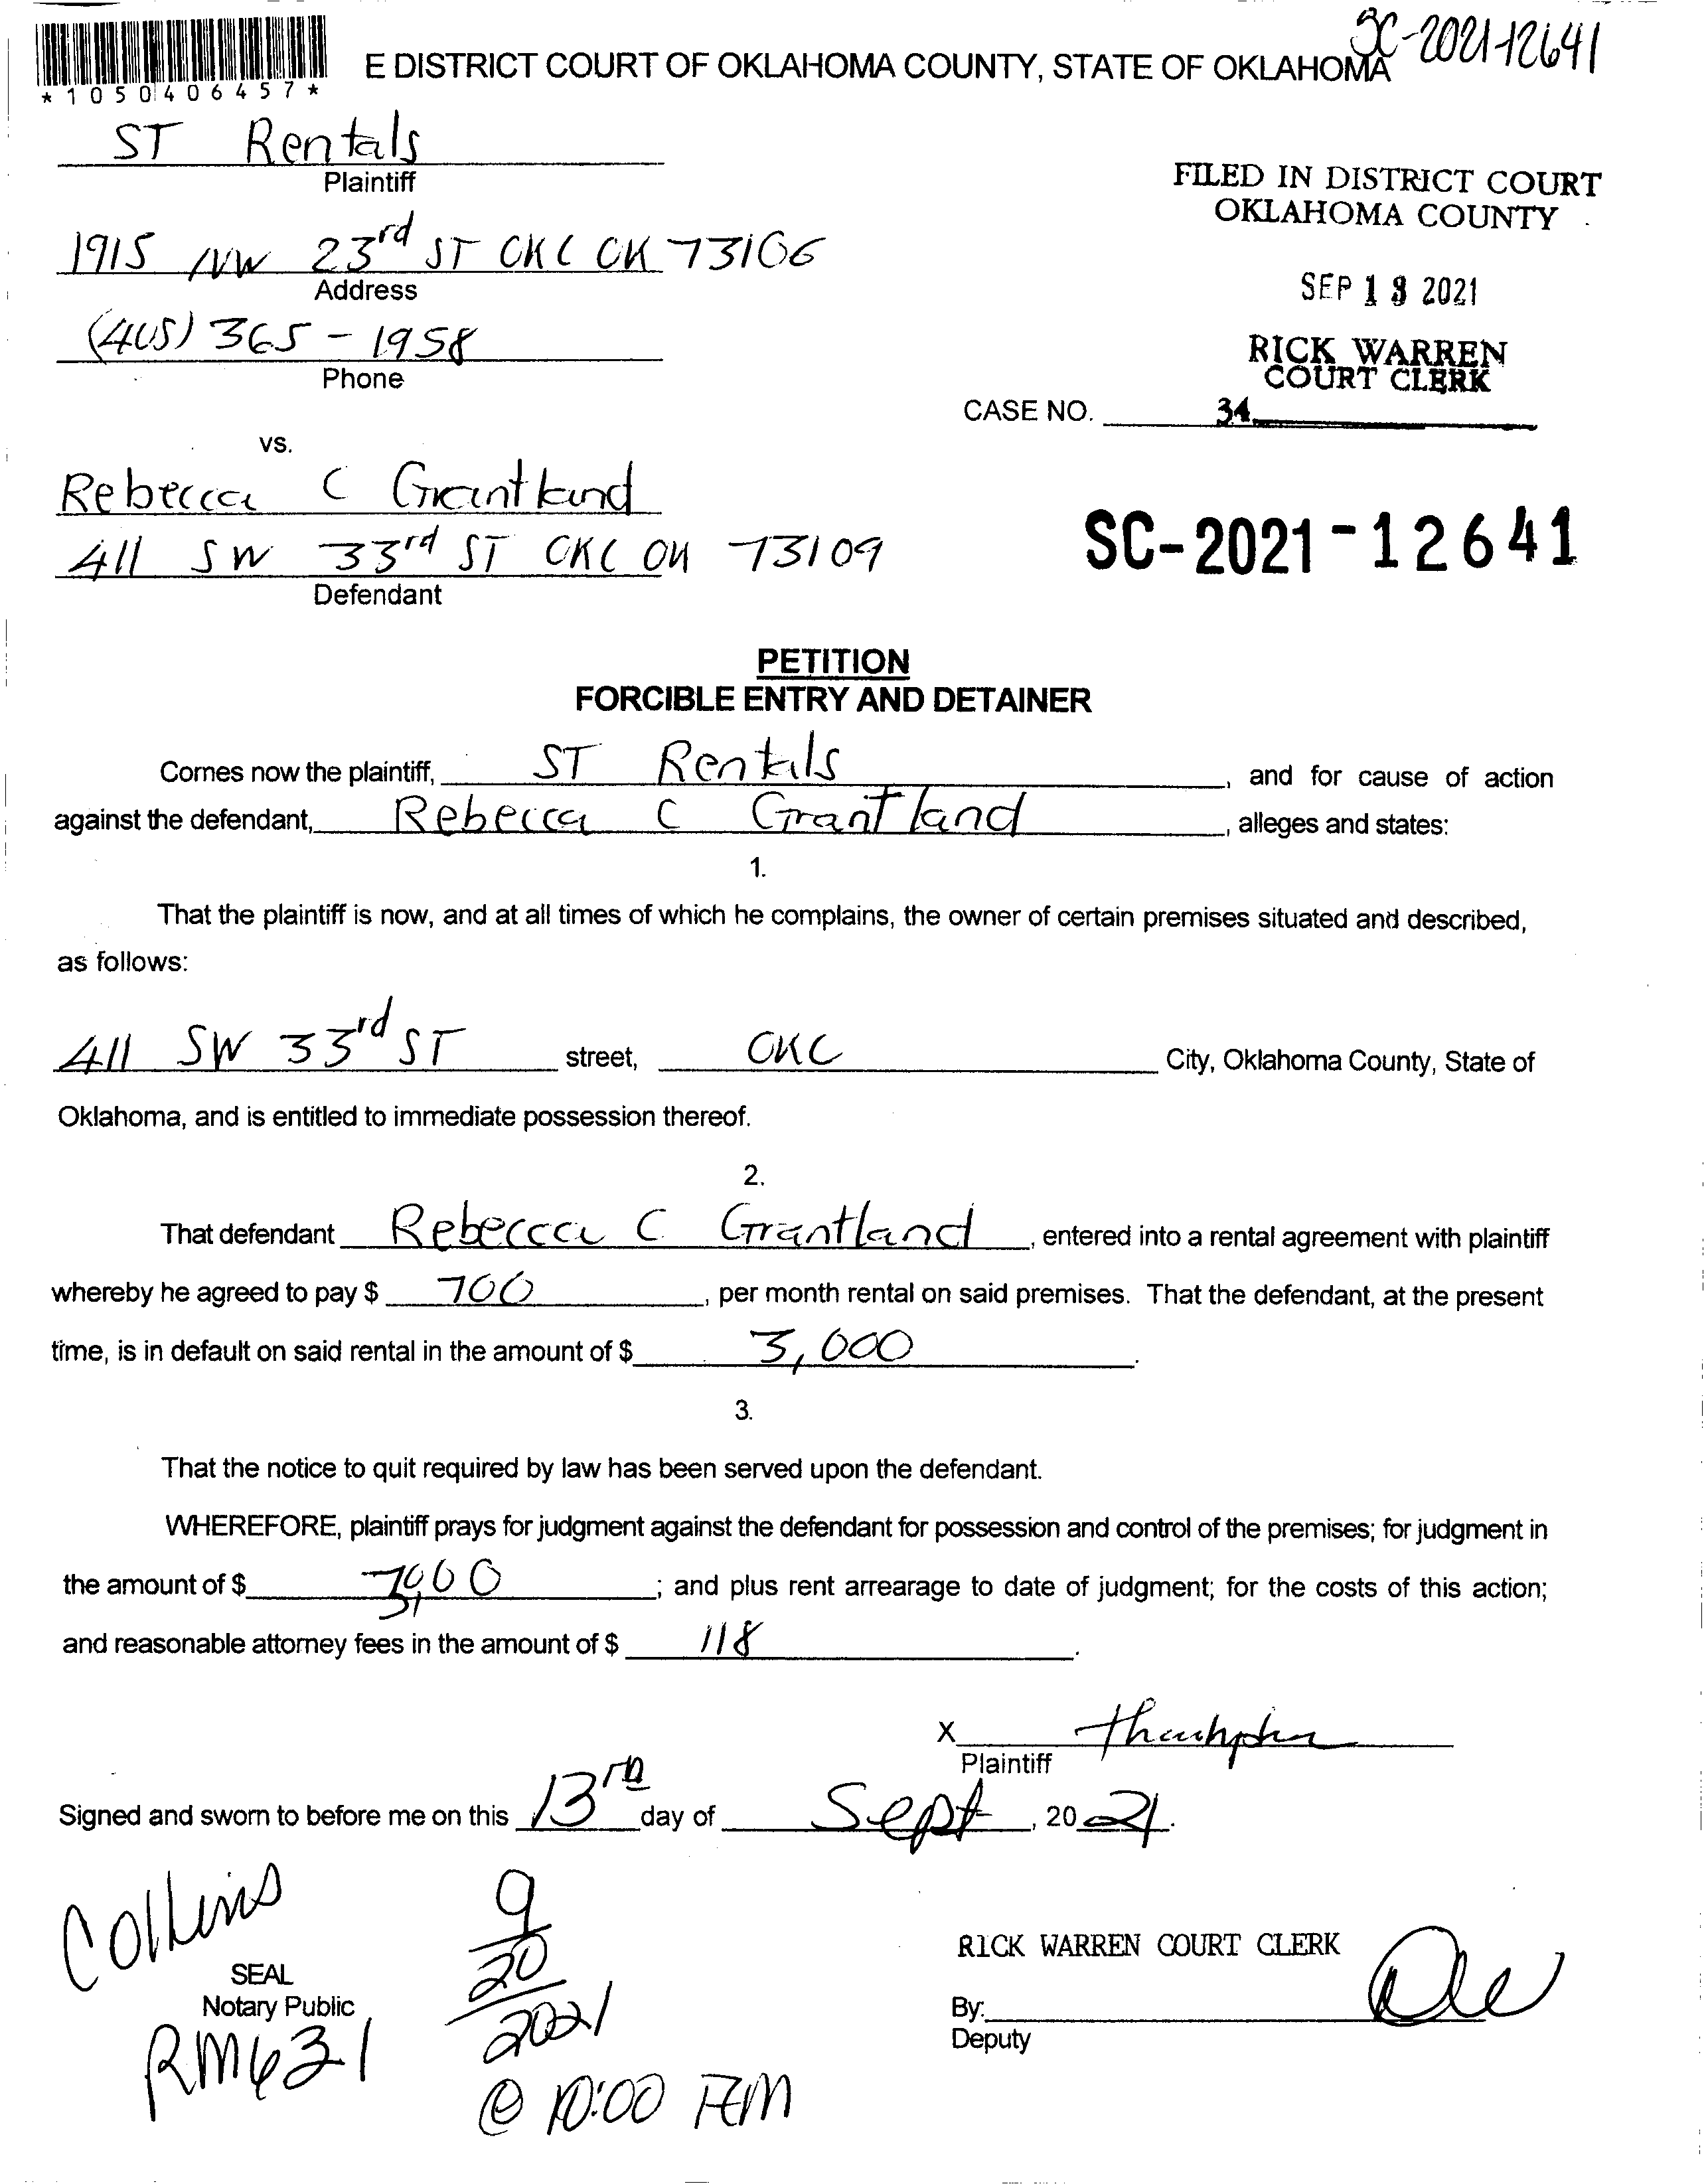 SC-2021-12641
E DISTRICT COURT OF OKLAHOMA COUNTY, STATE OF OKLAHOMA
*1050406457*
ST Rentals
Plaintiff
FILED IN DISTRICT COURT
OKLAHOMA COUNTY
1915 NW 23rd ST OKC OK 73106
Address
SEP 13 2021
(405) 365-1958
Phone
RICK WARREN
COURT CLERK
CASE NO. 34
vs.
Rebecca C Grantland
411 SW 33rd ST OKC OK 73109
Defendant
SC-2021-12641
PETITION
FORCIBLE ENTRY AND DETAINER
Comes now the plaintiff, ST Rentals, and for cause of action
against the defendant, Rebecca C Grantland, alleges and states:
1.
That the plaintiff is now, and at all times of which he complains, the owner of certain premises situated and described,
as follows:
411 SW 33rd ST street, OKC City, Oklahoma County, State of
Oklahoma, and is entitled to immediate possession thereof.
2.
That defendant Rebecca C Grantland, entered into a rental agreement with plaintiff
whereby he agreed to pay $ 700, per month rental on said premises. That the defendant, at the present
time, is in default on said rental in the amount of $ 3,000.
3.
That the notice to quit required by law has been served upon the defendant.
WHEREFORE, plaintiff prays for judgment against the defendant for possession and control of the premises; for judgment in
the amount of $ 3,000; and plus rent arrearage to date of judgment; for the costs of this action;
and reasonable attorney fees in the amount of $ 118.
X
Plaintiff
Signed and sworn to before me on this 13th day of Sept, 2021.
Collins
SEAL
Notary Public
RM631
9
20
2021
@ 10:00 AM
RICK WARREN COURT CLERK
By:
Deputy